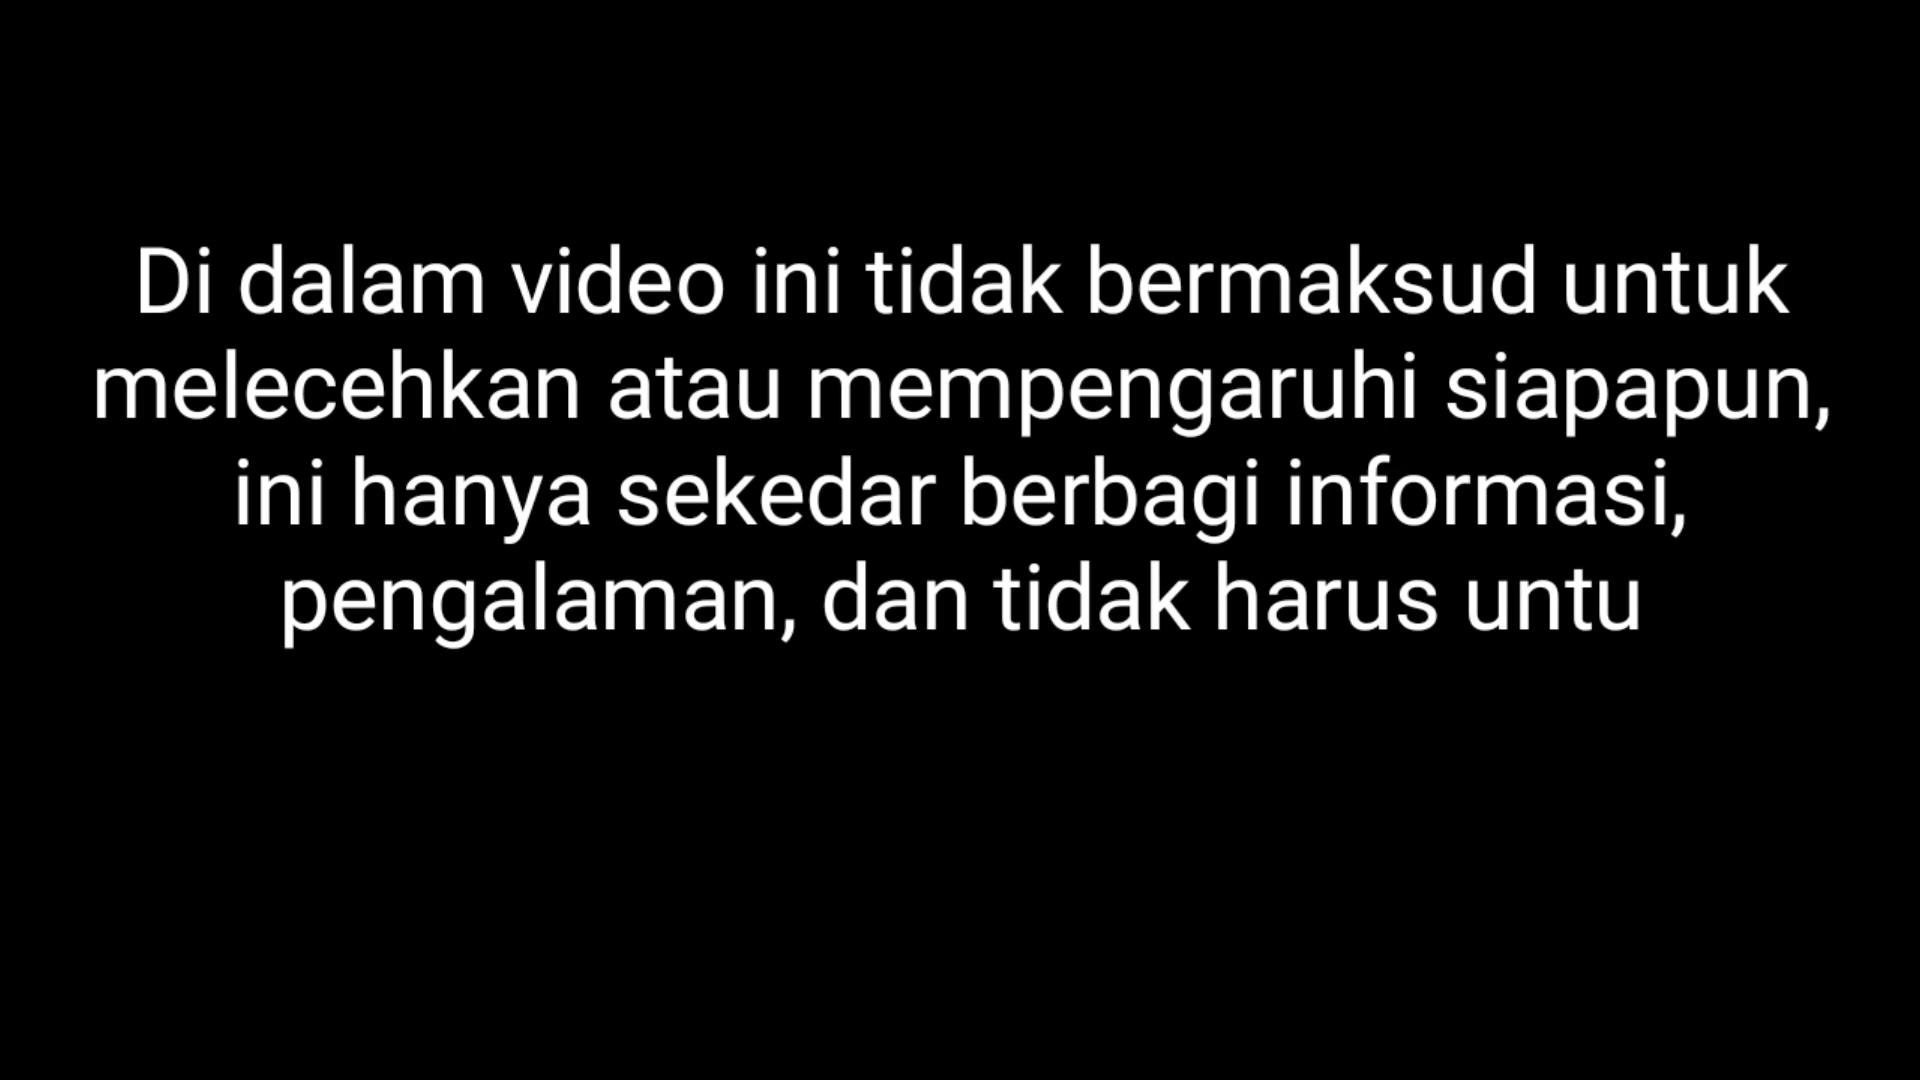 Di dalam video ini tidak bermaksud untuk
melecehkan atau mempengaruhi siapapun,
ini hanya sekedar berbagi informasi,
pengalaman, dan tidak harus untu